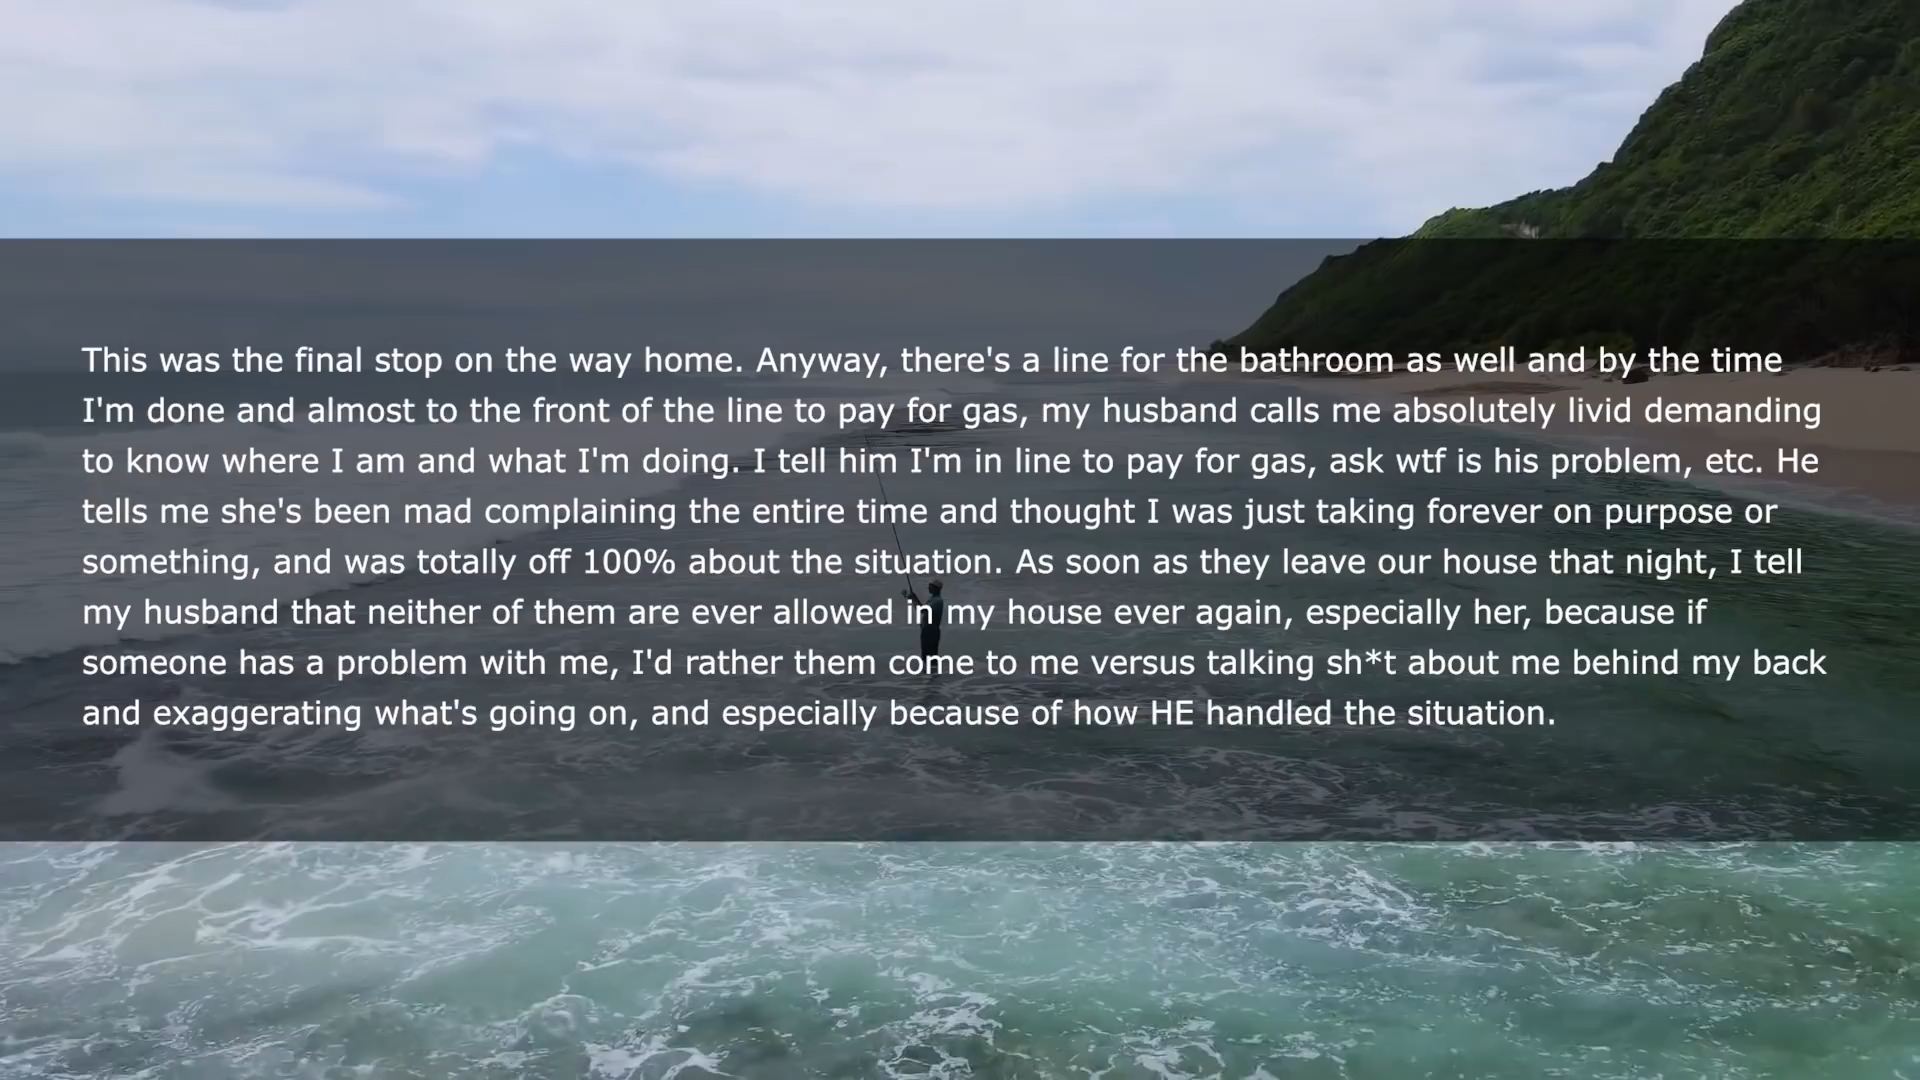 This was the final stop on the way home. Anyway, there's a line for the bathroom as well and by the time
I'm done and almost to the front of the line to pay for gas, my husband calls me absolutely livid demanding
to know where I am and what I'm doing. I tell him I'm in line to pay for gas, ask wtf is his problem, etc. He
tells me she's been mad complaining the entire time and thought I was just taking forever on purpose or
something, and was totally off 100% about the situation. As soon as they leave our house that night, I tell
my husband that neither of them are ever allowed in my house ever again, especially her, because if
someone has a problem with me, I'd rather them come to me versus talking sh*t about me behind my back
and exaggerating what's going on, and especially because of how HE handled the situation.